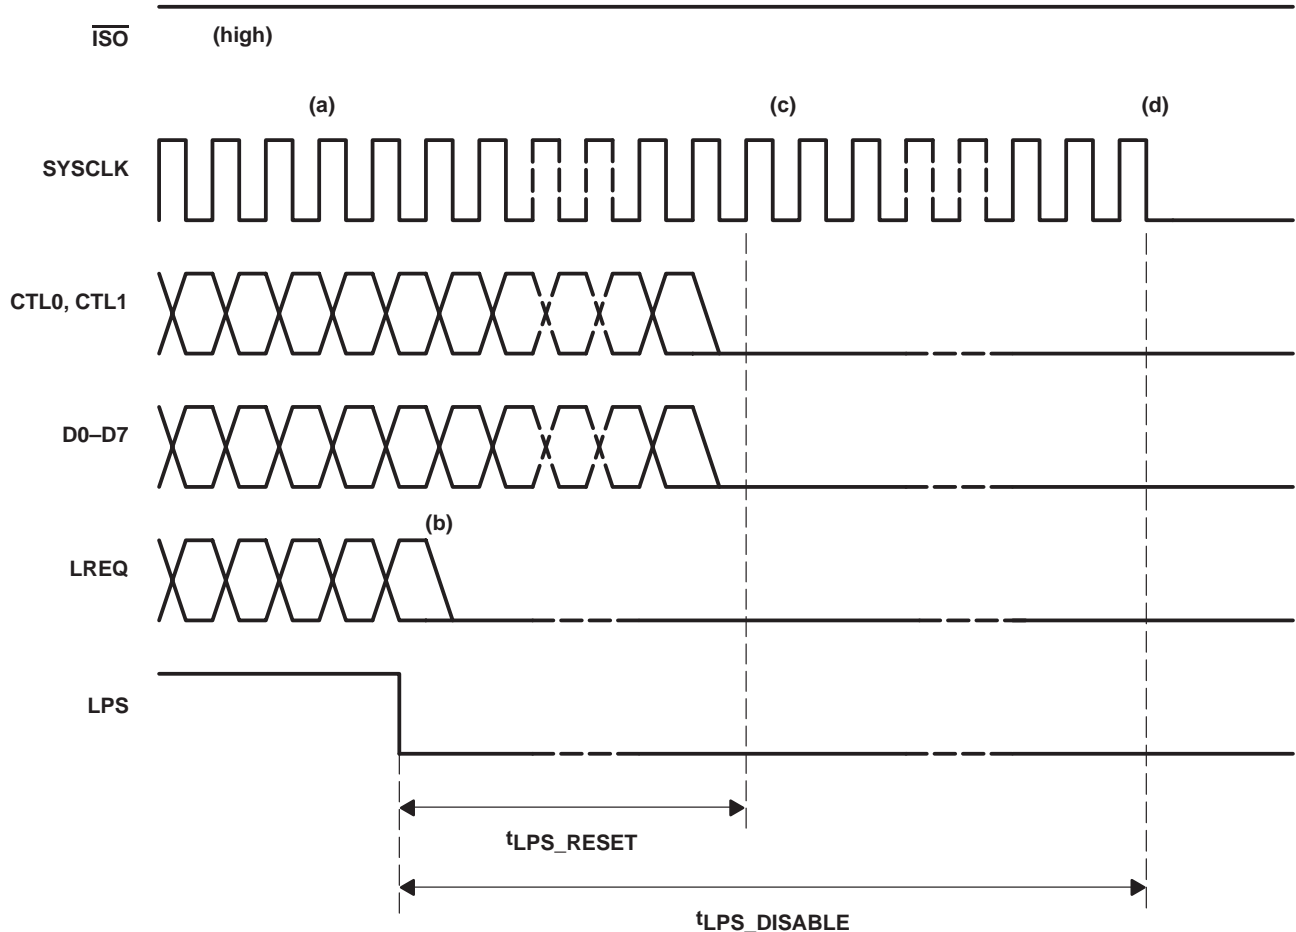 ISO (high)
(a) (c) (d)
SYSCLK
CTL0, CTL1
D0–D7
(b)
LREQ
LPS
tLPS_RESET
tLPS_DISABLE